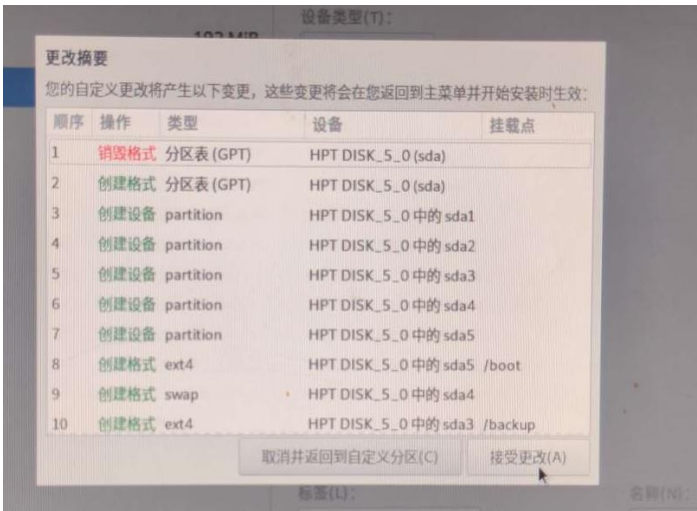 设备类型(T):
192 MiB
更改摘要
您的自定义更改将产生以下变更，这些变更将会在您返回到主菜单并开始安装时生效:
顺序 操作 类型 设备 挂载点
1 销毁格式 分区表 (GPT) HPT DISK_5_0 (sda)
2 创建格式 分区表 (GPT) HPT DISK_5_0 (sda)
3 创建设备 partition HPT DISK_5_0 中的 sda1
4 创建设备 partition HPT DISK_5_0 中的 sda2
5 创建设备 partition HPT DISK_5_0 中的 sda3
6 创建设备 partition HPT DISK_5_0 中的 sda4
7 创建设备 partition HPT DISK_5_0 中的 sda5
8 创建格式 ext4 HPT DISK_5_0 中的 sda5 /boot
9 创建格式 swap HPT DISK_5_0 中的 sda4
10 创建格式 ext4 HPT DISK_5_0 中的 sda3 /backup
取消并返回到自定义分区(C) 接受更改(A)
标签(L): 名称(N):